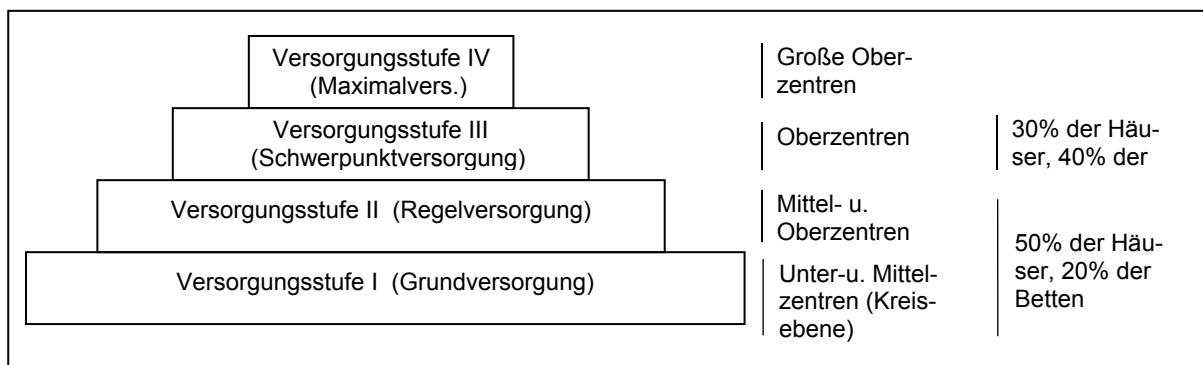 Versorgungsstufe IV
(Maximalvers.)
Große Ober-
zentren
Versorgungsstufe III
(Schwerpunktversorgung)
Oberzentren
30% der Häu-
ser, 40% der
Versorgungsstufe II (Regelversorgung)
Mittel- u.
Oberzentren
Versorgungsstufe I (Grundversorgung)
Unter-u. Mittel-
zentren (Kreis-
ebene)
50% der Häu-
ser, 20% der
Betten